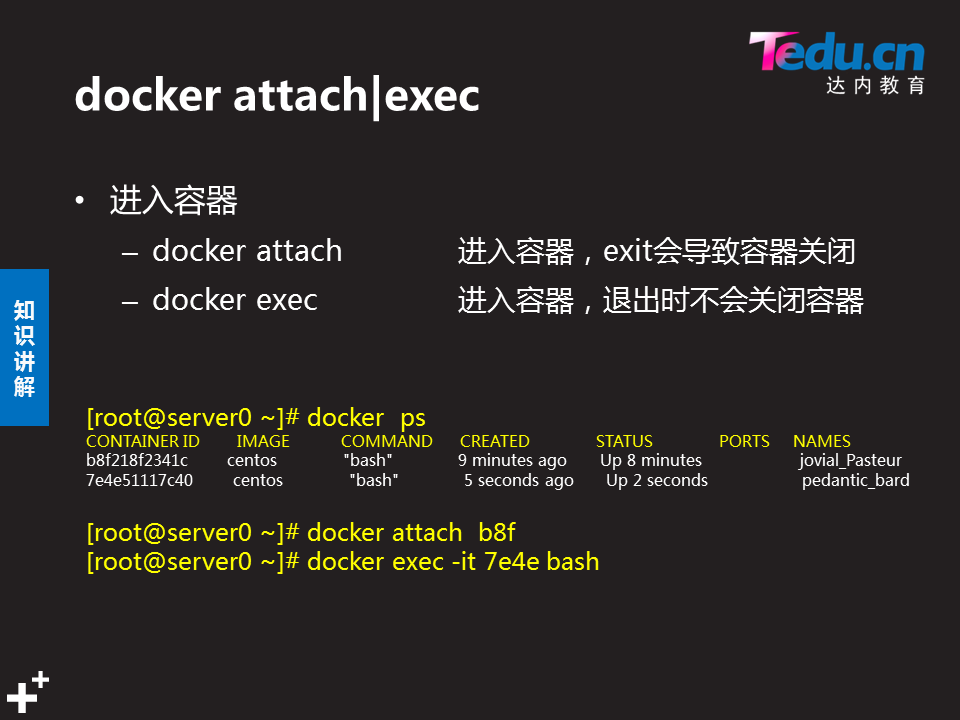 Tedu.cn
达内教育
docker attach|exec
• 进入容器
– docker attach 进入容器，exit会导致容器关闭
– docker exec 进入容器，退出时不会关闭容器
知识讲解
[root@server0 ~]# docker ps
CONTAINER ID IMAGE COMMAND CREATED STATUS PORTS NAMES
b8f218f2341c centos "bash" 9 minutes ago Up 8 minutes jovial_Pasteur
7e4e51117c40 centos "bash" 5 seconds ago Up 2 seconds pedantic_bard
[root@server0 ~]# docker attach b8f
[root@server0 ~]# docker exec -it 7e4e bash